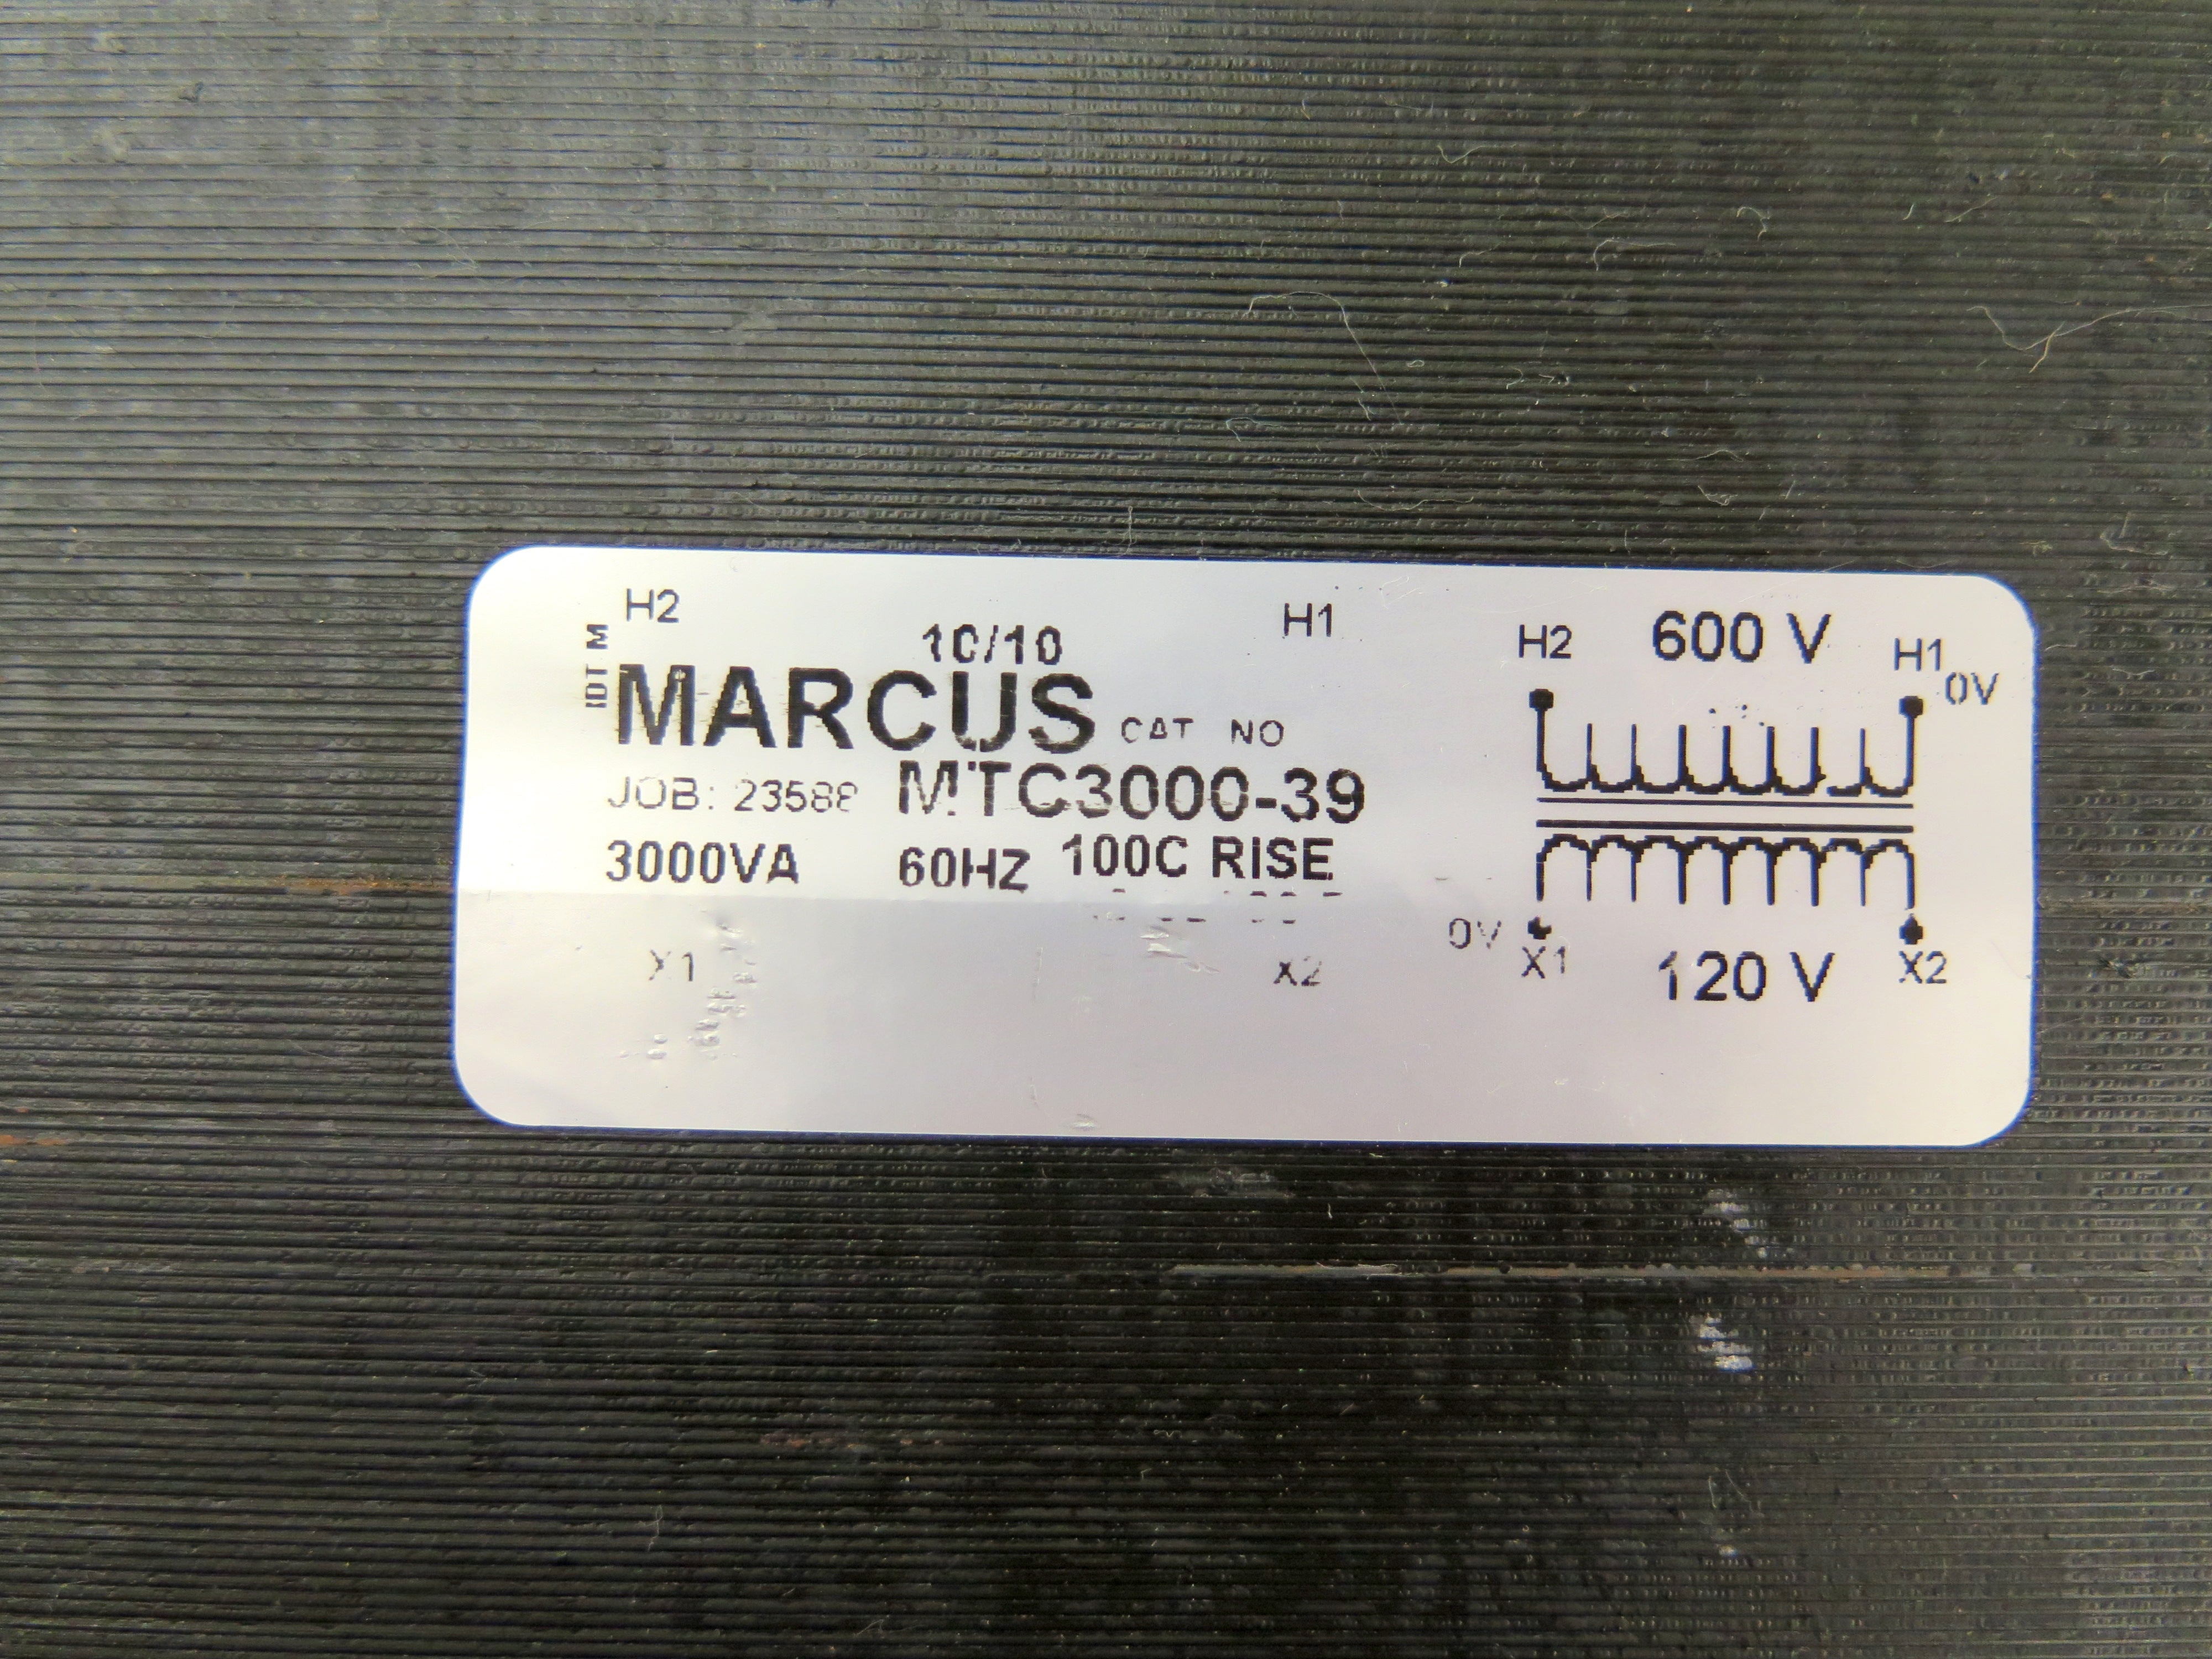 H2 H1
10/10
IDT M
MARCUS CAT NO
JOB: 23588 MTC3000-39
3000VA 60HZ 100C RISE
X1 X2
H2 600 V H1
0V
0V X1 120 V X2